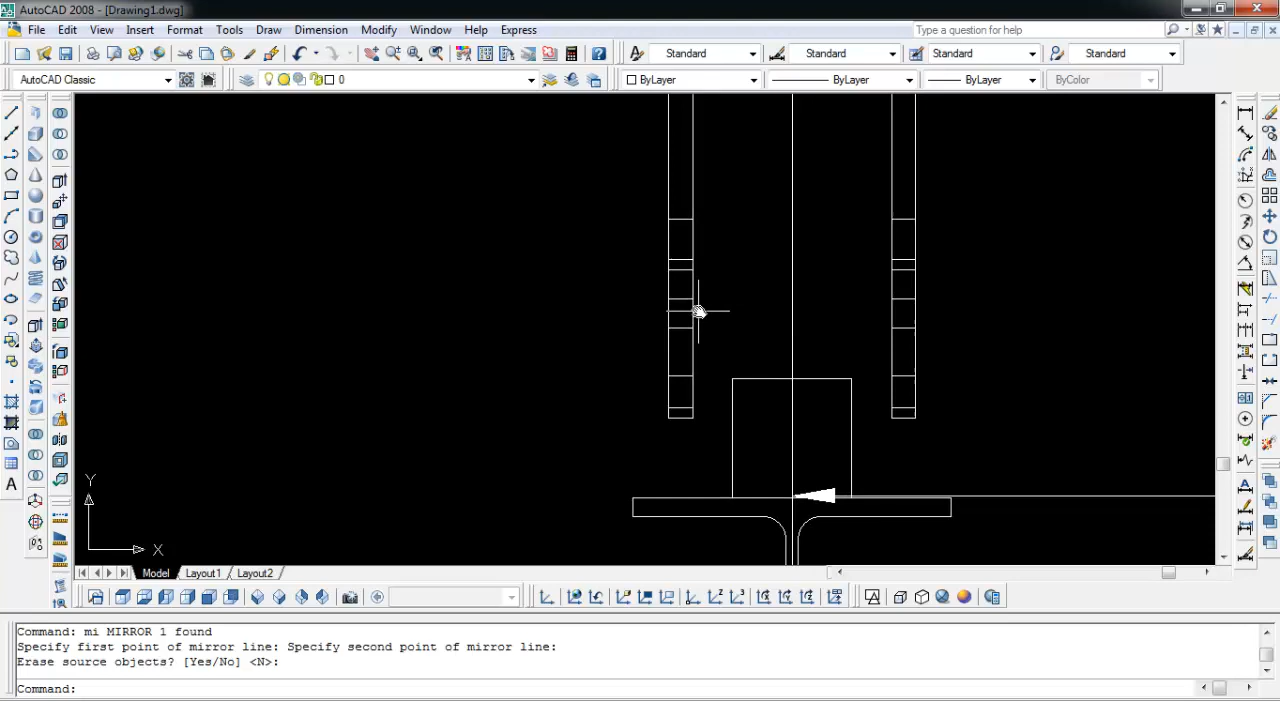 AutoCAD 2008 - [Drawing1.dwg]
File Edit View Insert Format Tools Draw Dimension Modify Window Help Express
Type a question for help
Standard Standard Standard Standard
AutoCAD Classic 0 ByLayer ByLayer ByLayer ByColor
Y
X
A
Model Layout1 Layout2
Command: mi MIRROR 1 found
Specify first point of mirror line: Specify second point of mirror line:
Erase source objects? [Yes/No] <N>:
Command: